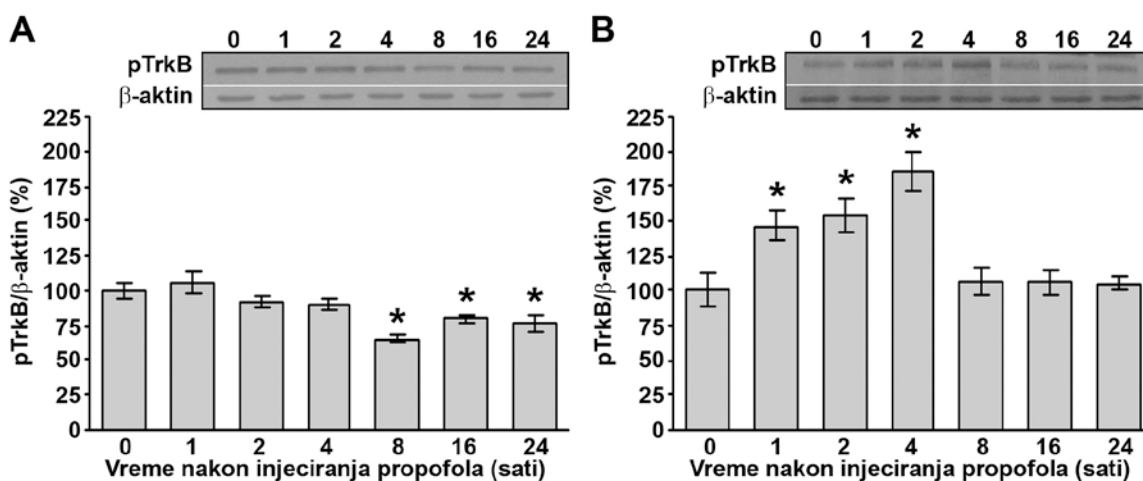 A
0 1 2 4 8 16 24
pTrkB
β-aktin
225
200
175
150
125
100
75
50
25
0
pTrkB/β-aktin (%)
* * *
0 1 2 4 8 16 24
Vreme nakon injeciranja propofola (sati)
B
0 1 2 4 8 16 24
pTrkB
β-aktin
225
200
175
150
125
100
75
50
25
0
pTrkB/β-aktin (%)
* * *
0 1 2 4 8 16 24
Vreme nakon injeciranja propofola (sati)